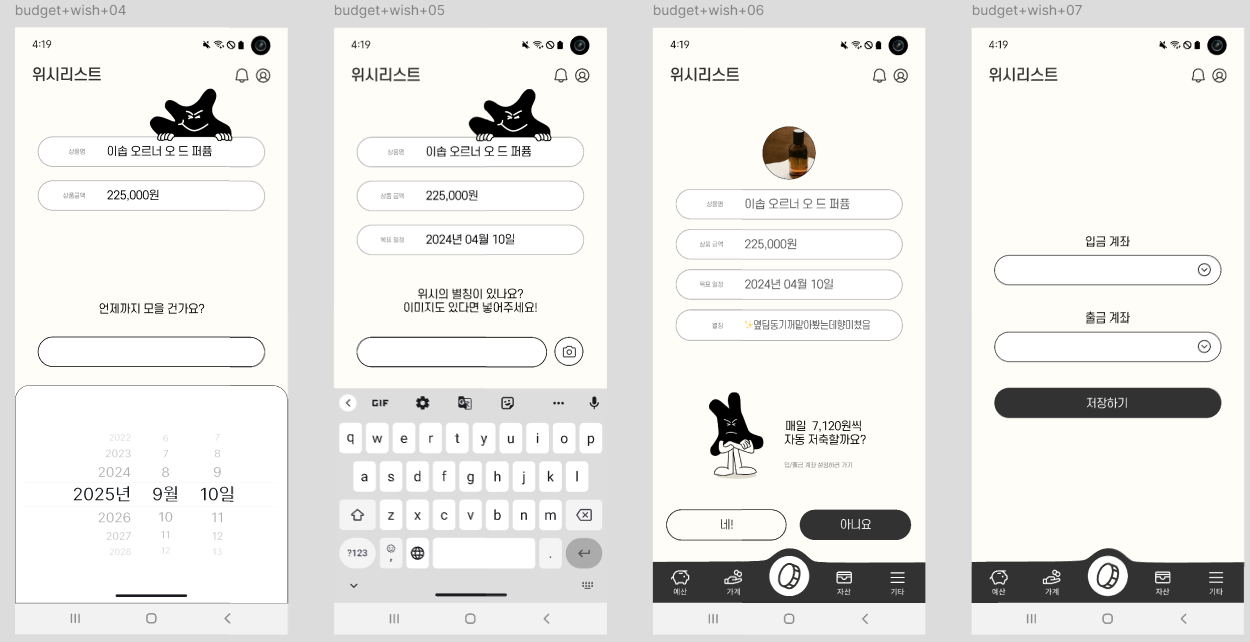 budget+wish+04
4:19
위시리스트
상품명 이솝 오르너 오 드 퍼퓸
상품금액 225,000원
언제까지 모을 건가요?
2022 6 7
2023 7 8
2024 8 9
2025년 9월 10일
2026 10 11
2027 11 12
2028 12 13
budget+wish+05
4:19
위시리스트
상품명 이솝 오르너 오 드 퍼퓸
상품 금액 225,000원
목표 일정 2024년 04월 10일
위시의 별칭이 있나요?
이미지도 있다면 넣어주세요!
GIF
q w e r t y u i o p
a s d f g h j k l
z x c v b n m
?123 , .
budget+wish+06
4:19
위시리스트
상품명 이솝 오르너 오 드 퍼퓸
상품 금액 225,000원
목표 일정 2024년 04월 10일
별칭 ✨옆팀동기꺼맡아봤는데향미쳤음
매일 7,120원씩
자동 저축할까요?
입/출금 계좌 설정하러 가기
네! 아니요
예산 가계 자산 기타
budget+wish+07
4:19
위시리스트
입금 계좌
출금 계좌
저장하기
예산 가계 자산 기타